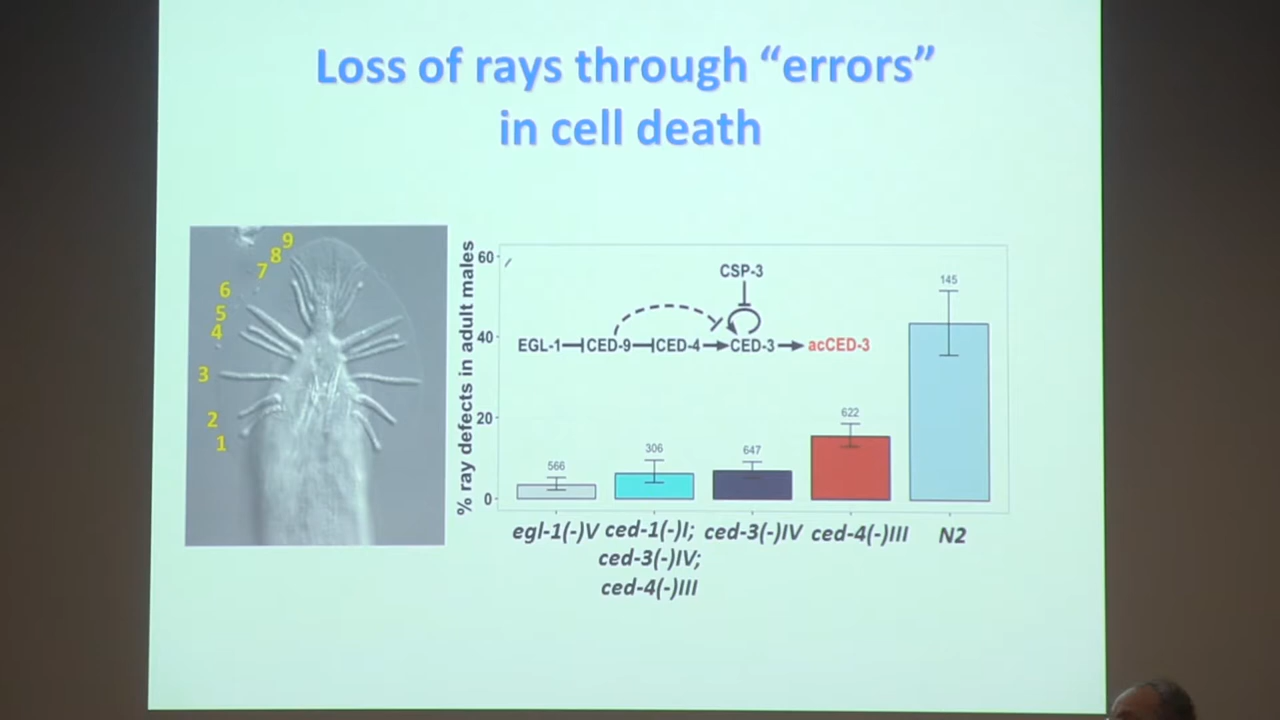 Loss of rays through “errors”
in cell death
9
8
7
6
5
4
3
2
1
% ray defects in adult males
60
40
20
0
CSP-3
EGL-1 CED-9 CED-4 CED-3 acCED-3
566
306
647
622
145
egl-1(-)V ced-1(-)I; ced-3(-)IV ced-4(-)III N2
ced-3(-)IV;
ced-4(-)III